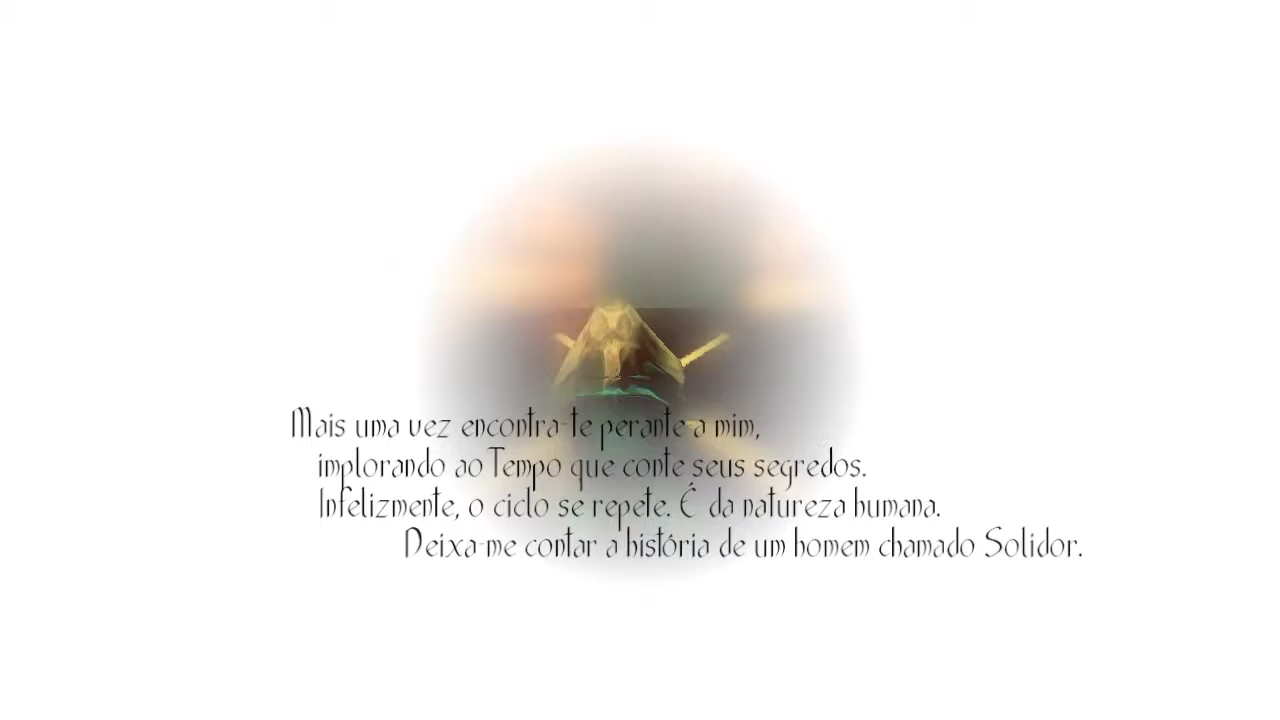 Mais uma vez encontra-te perante a mim,
implorando ao Tempo que conte seus segredos.
Infelizmente, o ciclo se repete. É da natureza humana.
Deixa-me contar a história de um homem chamado Solidor.